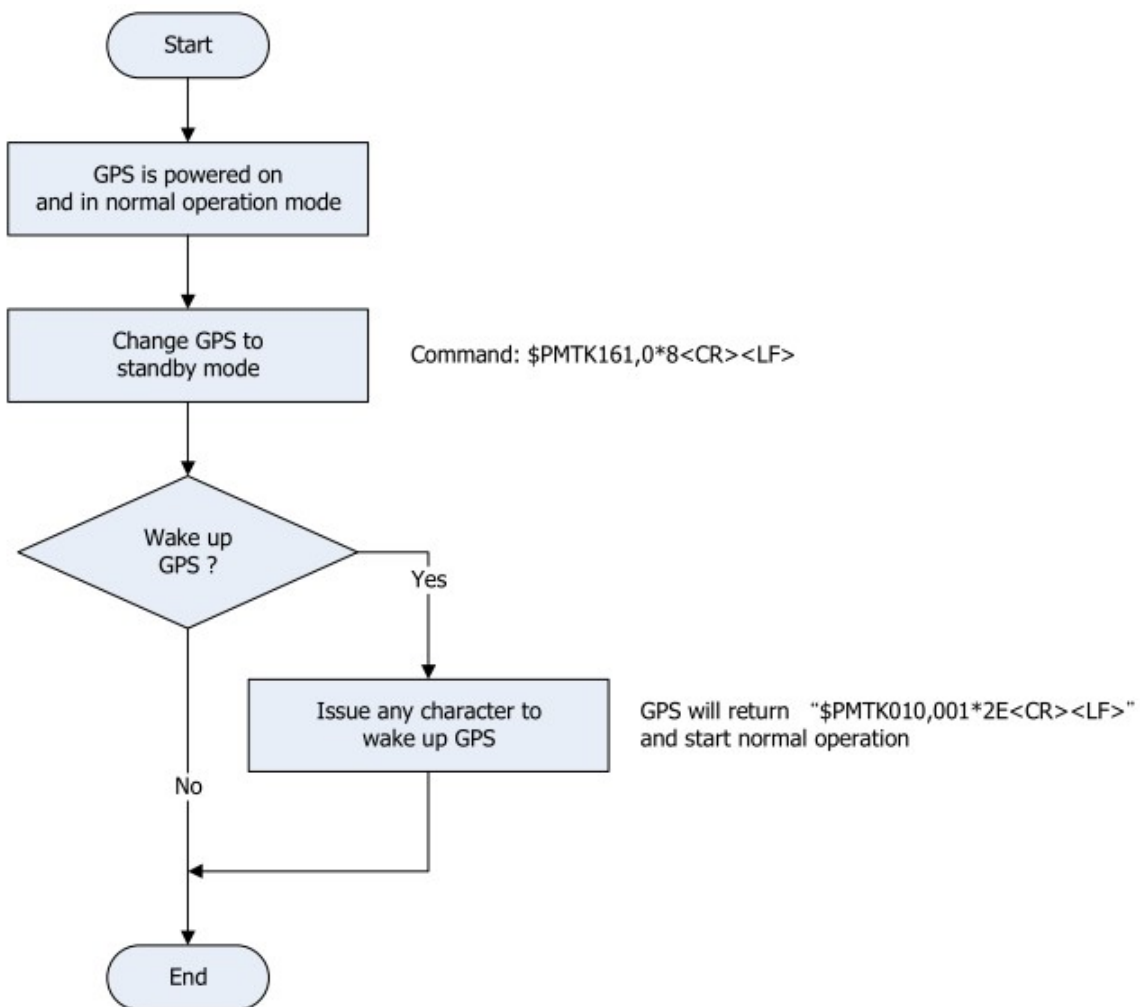 Start
GPS is powered on
and in normal operation mode
Change GPS to
standby mode
Command: $PMTK161,0*8<CR><LF>
Wake up
GPS ?
Yes
Issue any character to
wake up GPS
GPS will return "$PMTK010,001*2E<CR><LF>"
and start normal operation
No
End